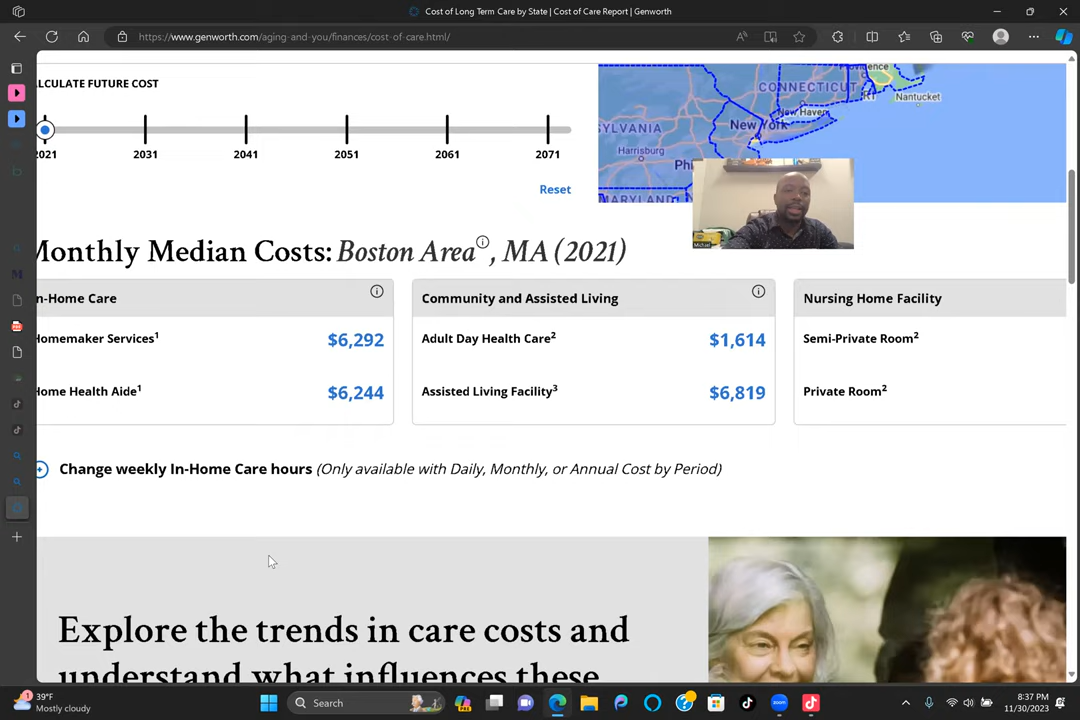 Cost of Long Term Care by State | Cost of Care Report | Genworth
https://www.genworth.com/aging-and-you/finances/cost-of-care.html/
ALCULATE FUTURE COST
2021 2031 2041 2051 2061 2071
Reset
CONNECTICUT
Providence
RI
Nantucket
New Haven
SYLVANIA
New York
Harrisburg
Ph
MARYLAND
Michael
Monthly Median Costs: Boston Area, MA (2021)
n-Home Care
Homemaker Services1 $6,292
Home Health Aide1 $6,244
Community and Assisted Living
Adult Day Health Care2 $1,614
Assisted Living Facility3 $6,819
Nursing Home Facility
Semi-Private Room2
Private Room2
Change weekly In-Home Care hours (Only available with Daily, Monthly, or Annual Cost by Period)
Explore the trends in care costs and
understand what influences these
39°F
Mostly cloudy
Search
8:37 PM
11/30/2023